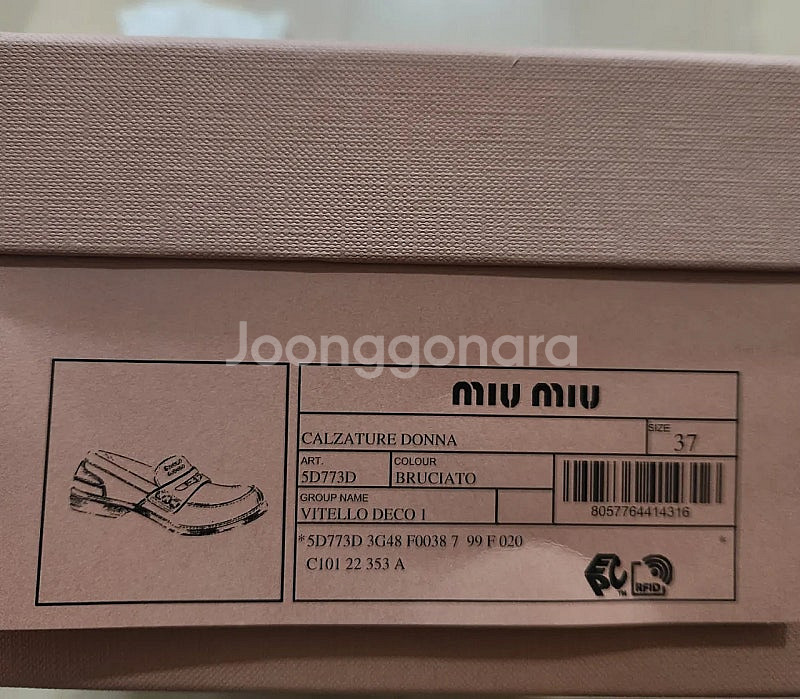 Joonggonara
miu miu
CALZATURE DONNA
SIZE
37
ART.
5D773D
COLOUR
BRUCIATO
GROUP NAME
VITELLO DECO 1
8057764414316
*5D773D 3G48 F0038 7 99 F 020 *
C101 22 353 A
EPC™
RFID